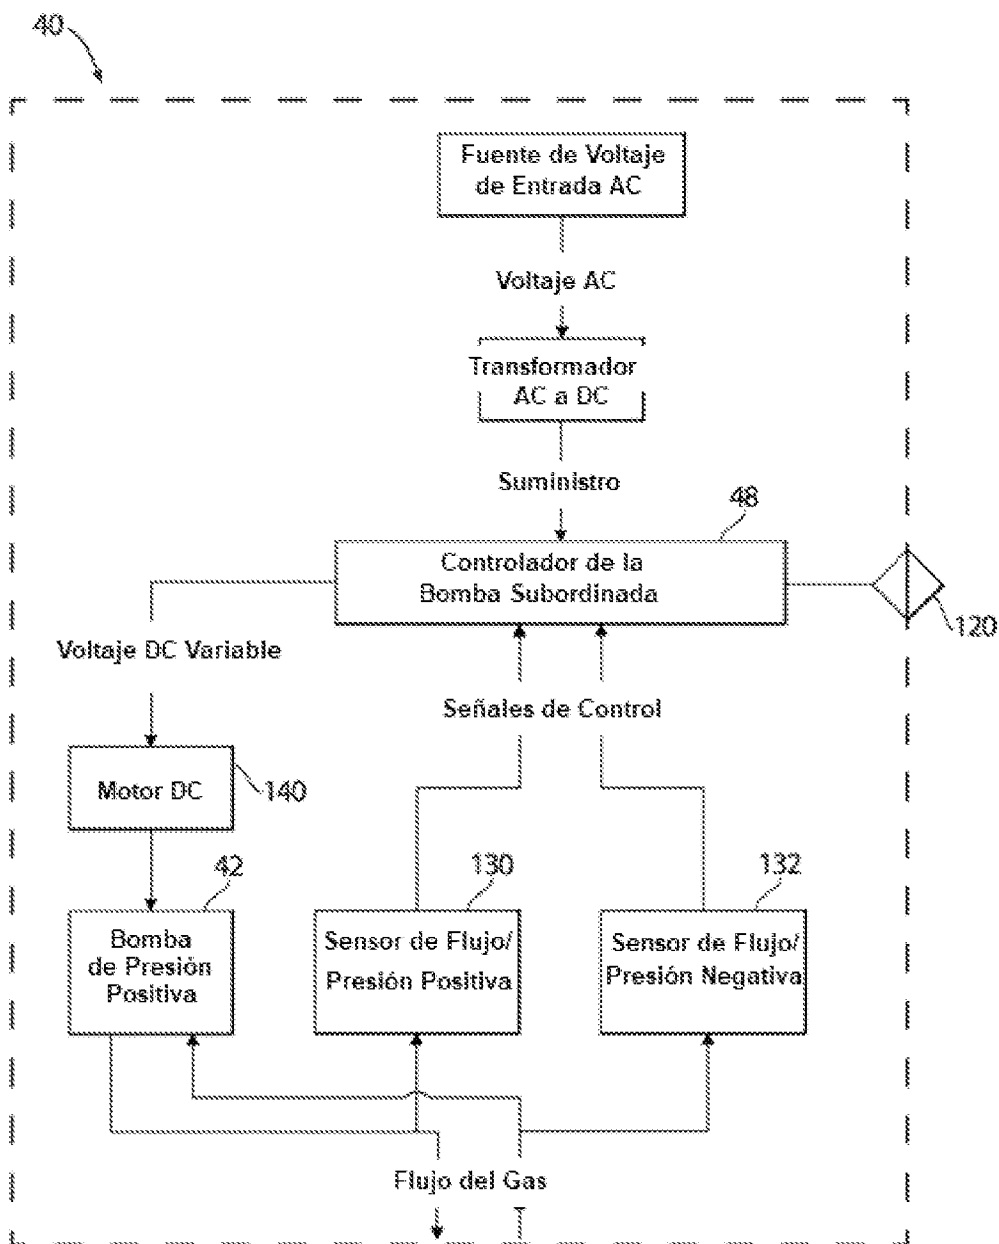 40
Fuente de Voltaje
de Entrada AC
Voltaje AC
Transformador
AC a DC
Suministro
48
Controlador de la
Bomba Subordinada
120
Voltaje DC Variable
Señales de Control
Motor DC
140
42
130
132
Bomba
de Presión
Positiva
Sensor de Flujo/
Presión Positiva
Sensor de Flujo/
Presión Negativa
Flujo del Gas